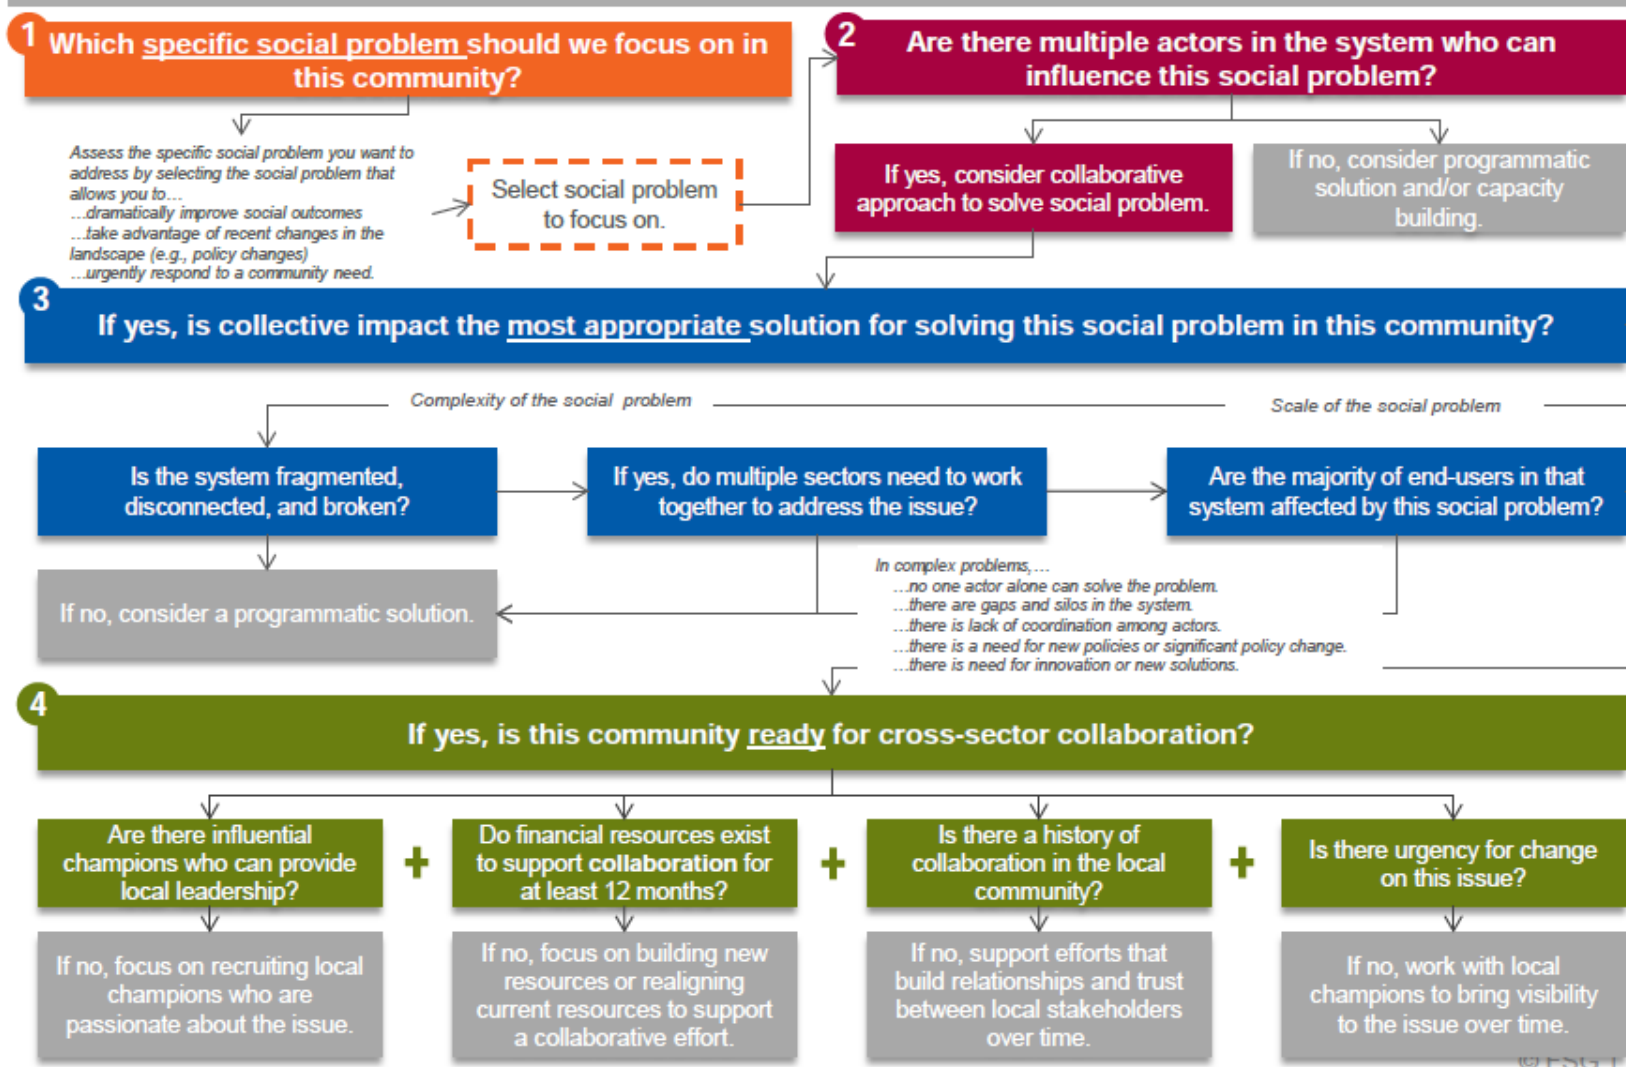 1
Which specific social problem should we focus on in
this community?
2
Are there multiple actors in the system who can
influence this social problem?
Assess the specific social problem you want to
address by selecting the social problem that
allows you to…
…dramatically improve social outcomes
…take advantage of recent changes in the
landscape (e.g., policy changes)
…urgently respond to a community need.
Select social problem
to focus on.
If yes, consider collaborative
approach to solve social problem.
If no, consider programmatic
solution and/or capacity
building.
3
If yes, is collective impact the most appropriate solution for solving this social problem in this community?
Complexity of the social problem
Scale of the social problem
Is the system fragmented,
disconnected, and broken?
If yes, do multiple sectors need to work
together to address the issue?
Are the majority of end-users in that
system affected by this social problem?
If no, consider a programmatic solution.
In complex problems,…
…no one actor alone can solve the problem.
…there are gaps and silos in the system.
…there is lack of coordination among actors.
…there is a need for new policies or significant policy change.
…there is need for innovation or new solutions.
4
If yes, is this community ready for cross-sector collaboration?
Are there influential
champions who can provide
local leadership?
+
Do financial resources exist
to support collaboration for
at least 12 months?
+
Is there a history of
collaboration in the local
community?
+
Is there urgency for change
on this issue?
If no, focus on recruiting local
champions who are
passionate about the issue.
If no, focus on building new
resources or realigning
current resources to support
a collaborative effort.
If no, support efforts that
build relationships and trust
between local stakeholders
over time.
If no, work with local
champions to bring visibility
to the issue over time.
© FSG